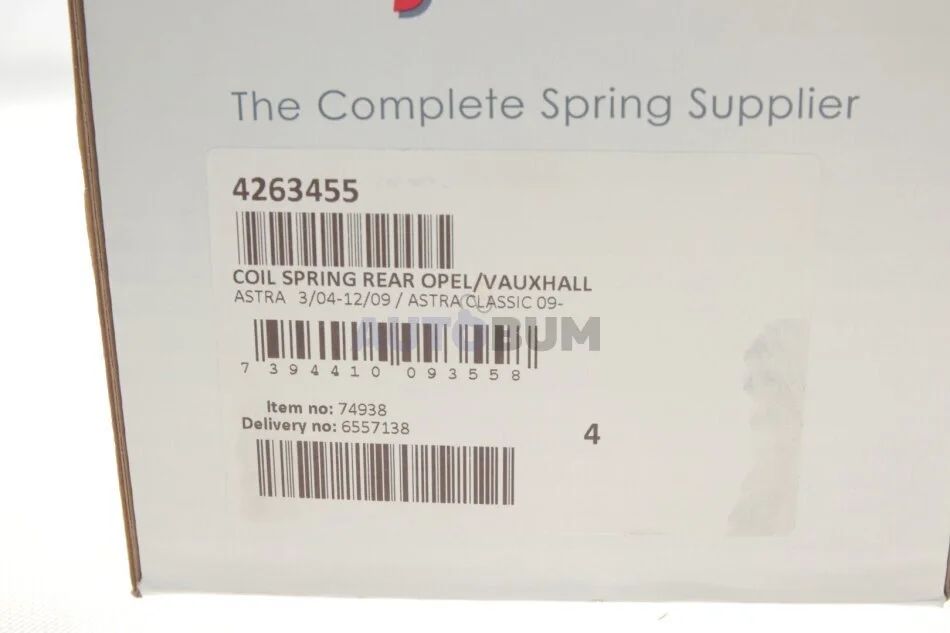 The Complete Spring Supplier
4263455
COIL SPRING REAR OPEL/VAUXHALL
ASTRA 3/04-12/09 / ASTRA CLASSIC 09-
AUTOBUM
7 394410 093558
Item no: 74938
Delivery no: 6557138
4